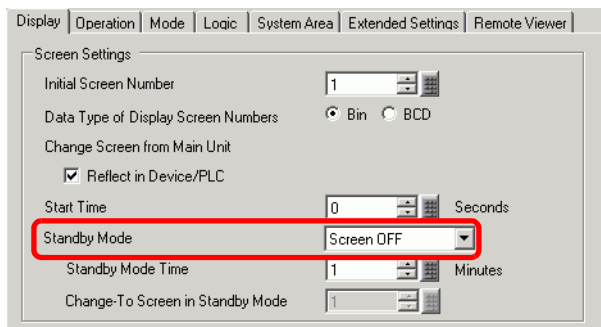 Display Operation Mode Logic System Area Extended Settings Remote Viewer
Screen Settings
Initial Screen Number 1
Data Type of Display Screen Numbers Bin BCD
Change Screen from Main Unit
Reflect in Device/PLC
Start Time 0 Seconds
Standby Mode Screen OFF
Standby Mode Time 1 Minutes
Change-To Screen in Standby Mode 1